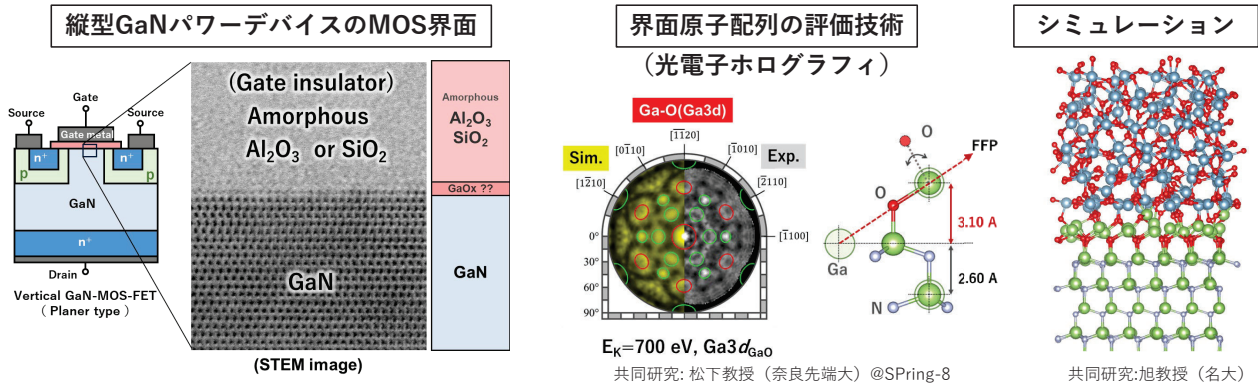 縦型GaNパワーデバイスのMOS界面
Gate
Source
Source
Gate metal
n⁺
n⁺
p
p
GaN
n⁺
Drain
Vertical GaN-MOS-FET
( Planer type )
(Gate insulator)
Amorphous
Al₂O₃ or SiO₂
GaN
(STEM image)
Amorphous
Al₂O₃
SiO₂
GaOx ??
GaN
界面原子配列の評価技術
(光電子ホログラフィ)
Ga-O(Ga3d)
Sim.
Exp.
[1̅1̅20]
[01̅10]
[1̅010]
[12̅10]
[2̅110]
[1̅100]
0°
30°
60°
90°
E_K=700 eV, Ga3d_GaO
O
FFP
O
3.10 A
Ga
2.60 A
N
共同研究: 松下教授（奈良先端大）@SPring-8
シミュレーション
共同研究:旭教授（名大）